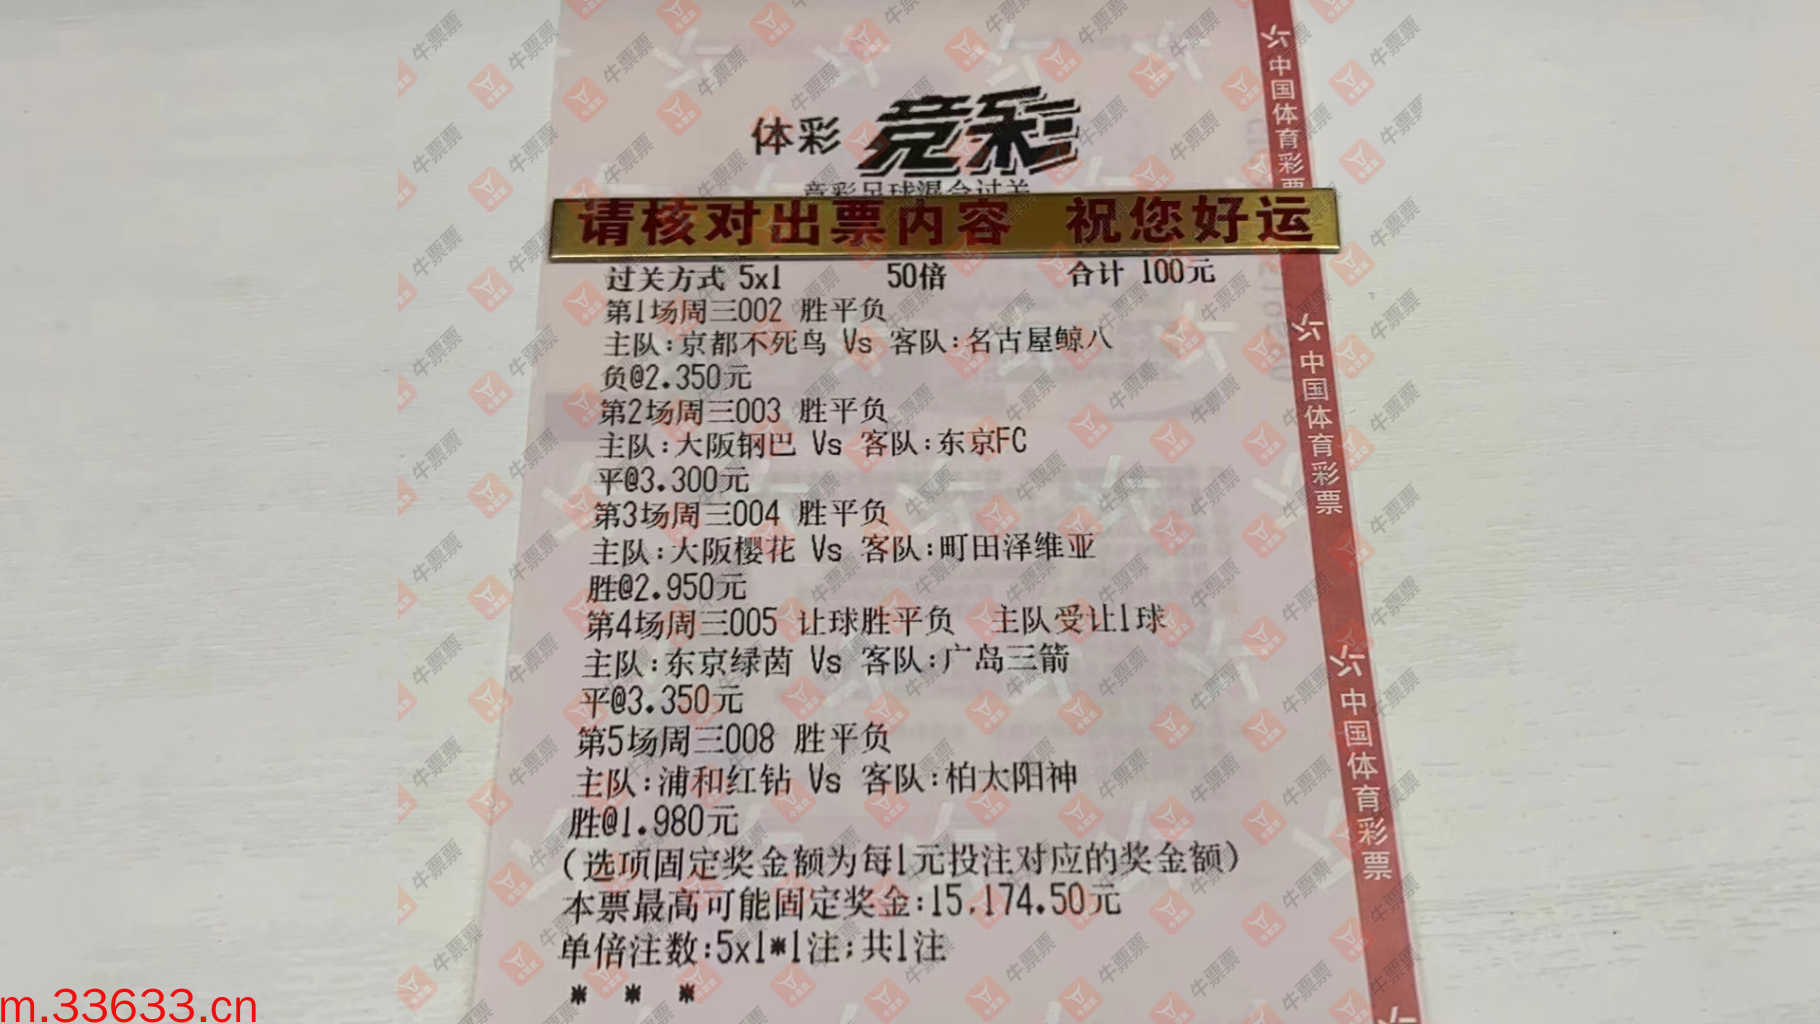 体彩 竞彩
竞彩足球混合过关
请核对出票内容 祝您好运
过关方式 5x1 50倍 合计 100元
第1场周三002 胜平负
主队:京都不死鸟 Vs 客队:名古屋鲸八
负@2.350元
第2场周三003 胜平负
主队:大阪钢巴 Vs 客队:东京FC
平@3.300元
第3场周三004 胜平负
主队:大阪樱花 Vs 客队:町田泽维亚
胜@2.950元
第4场周三005 让球胜平负 主队受让1球
主队:东京绿茵 Vs 客队:广岛三箭
平@3.350元
第5场周三008 胜平负
主队:浦和红钻 Vs 客队:柏太阳神
胜@1.980元
(选项固定奖金额为每1元投注对应的奖金额)
本票最高可能固定奖金:15,174.50元
单倍注数:5x1*1注;共1注
* * *
中国体育彩票
中国体育彩票
中国体育彩票
牛票票
m.33633.cn